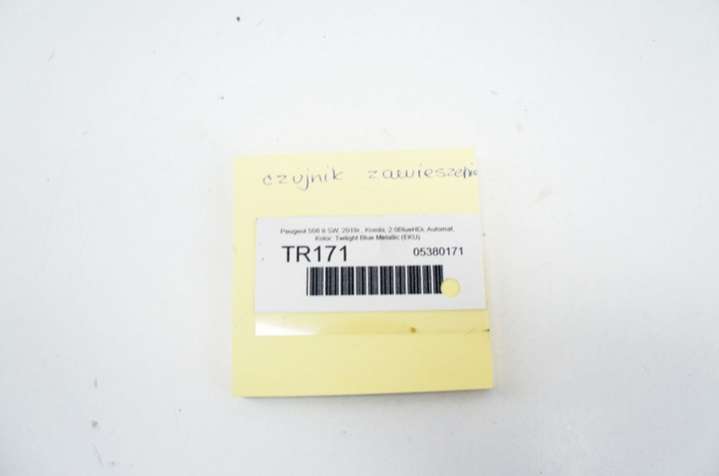 czujnik zawieszenia
Peugeot 508 II SW, 2019r., Kombi, 2.0BlueHDi, Automat,
Kolor: Twilight Blue Metallic (EKU)
TR171 05380171